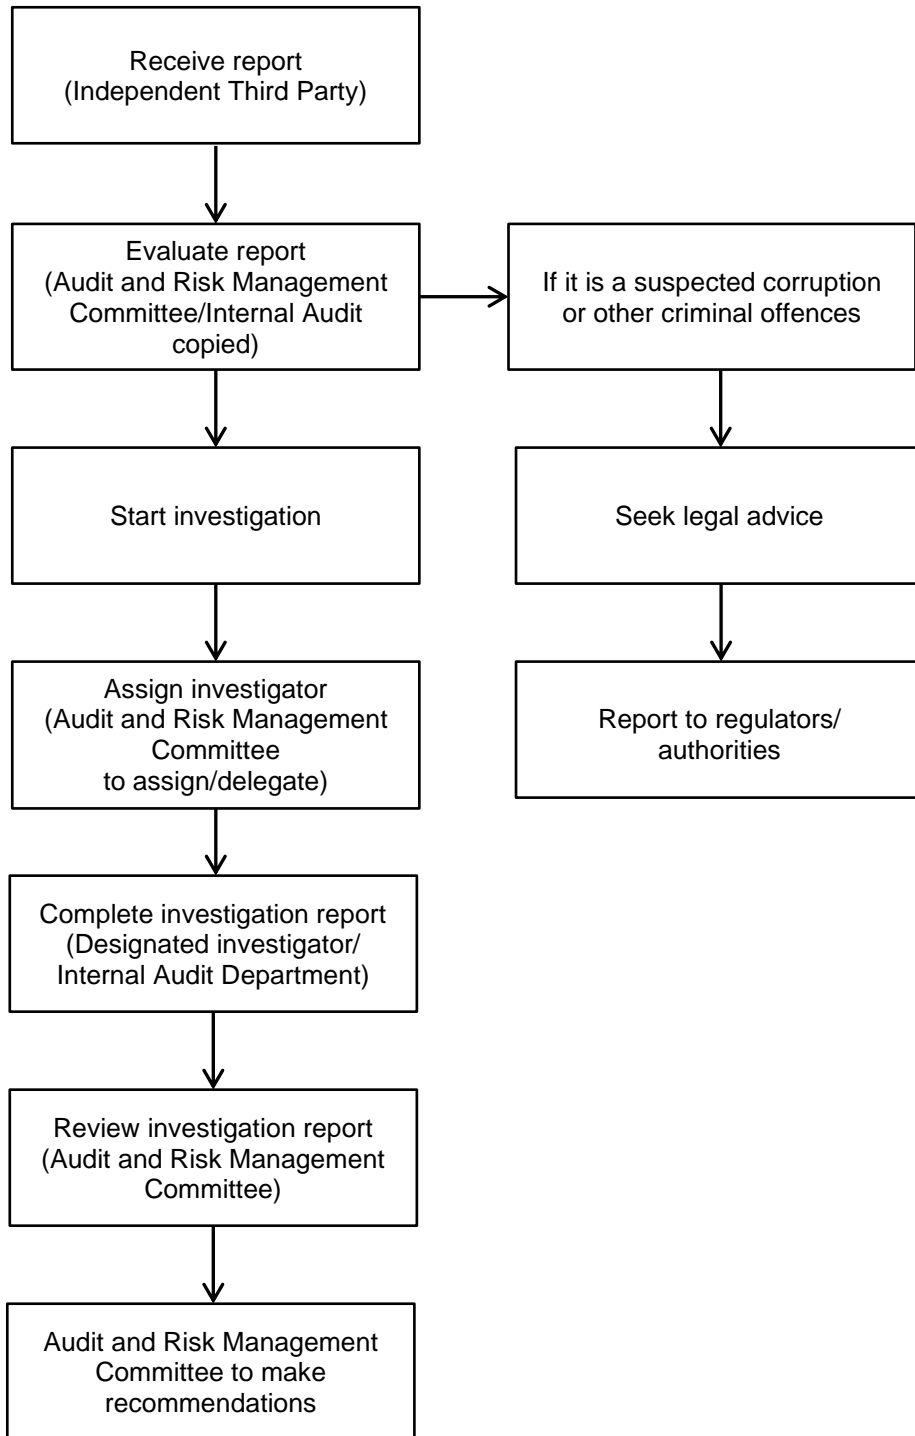 Receive report
(Independent Third Party)
Evaluate report
(Audit and Risk Management
Committee/Internal Audit
copied)
If it is a suspected corruption
or other criminal offences
Start investigation
Seek legal advice
Assign investigator
(Audit and Risk Management
Committee
to assign/delegate)
Report to regulators/
authorities
Complete investigation report
(Designated investigator/
Internal Audit Department)
Review investigation report
(Audit and Risk Management
Committee)
Audit and Risk Management
Committee to make
recommendations